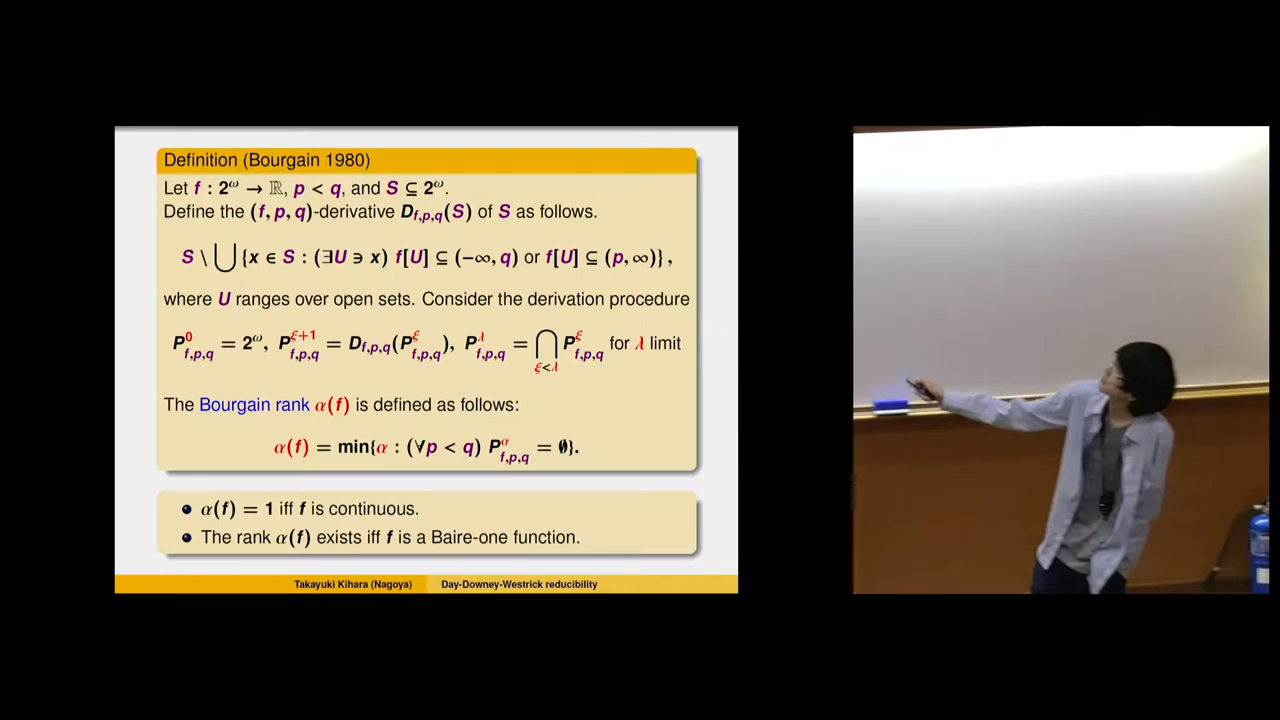 Definition (Bourgain 1980)
Let f : 2^ω → ℝ, p < q, and S ⊆ 2^ω.
Define the (f, p, q)-derivative D_{f,p,q}(S) of S as follows.
S \ ⋃ {x ∈ S : (∃U ∋ x) f[U] ⊆ (−∞, q) or f[U] ⊆ (p, ∞)} ,
where U ranges over open sets. Consider the derivation procedure
P^0_{f,p,q} = 2^ω, P^{ξ+1}_{f,p,q} = D_{f,p,q}(P^ξ_{f,p,q}), P^λ_{f,p,q} = ⋂_{ξ<λ} P^ξ_{f,p,q} for λ limit
The Bourgain rank α(f) is defined as follows:
α(f) = min{α : (∀p < q) P^α_{f,p,q} = ∅}.
• α(f) = 1 iff f is continuous.
• The rank α(f) exists iff f is a Baire-one function.
Takayuki Kihara (Nagoya) Day-Downey-Westrick reducibility